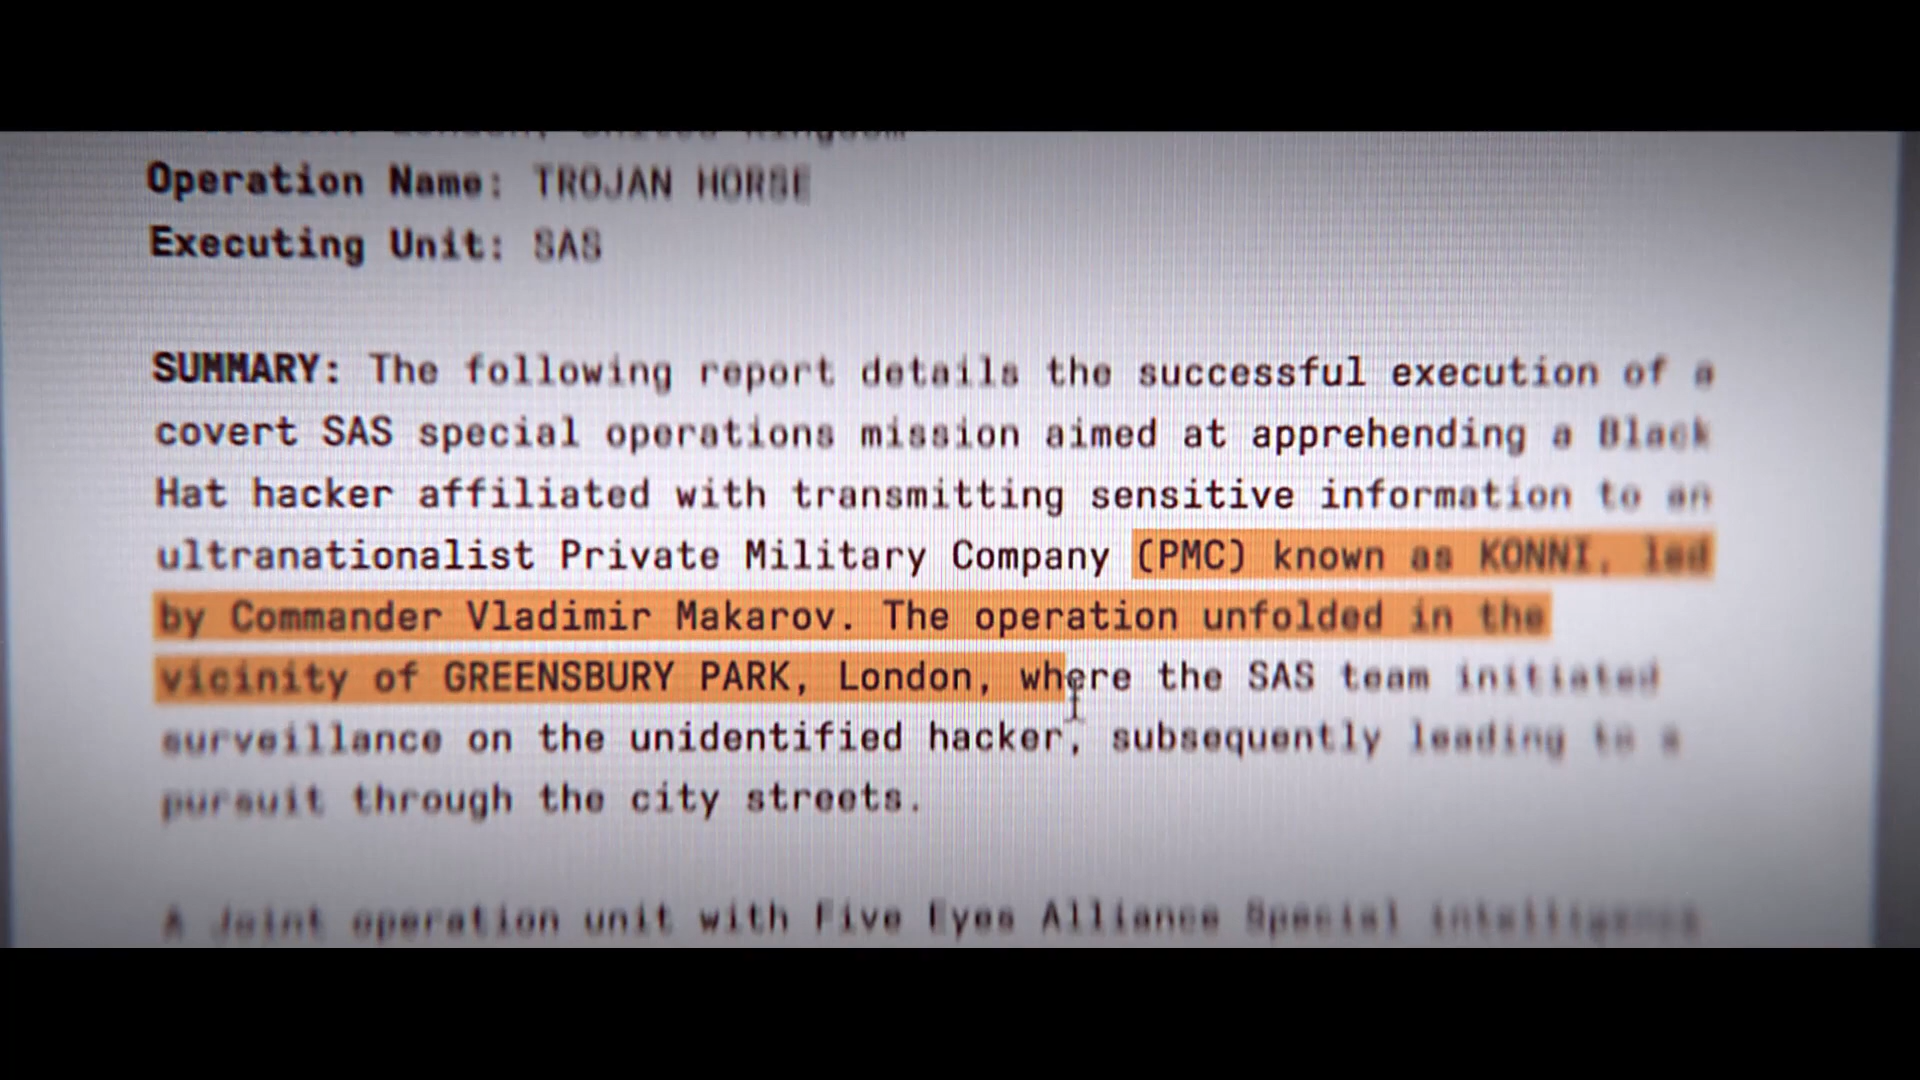 London, United Kingdom
Operation Name: TROJAN HORSE
Executing Unit: SAS
SUMMARY: The following report details the successful execution of a
covert SAS special operations mission aimed at apprehending a Black
Hat hacker affiliated with transmitting sensitive information to an
ultranationalist Private Military Company (PMC) known as KONNI, led
by Commander Vladimir Makarov. The operation unfolded in the
vicinity of GREENSBURY PARK, London, where the SAS team initiated
surveillance on the unidentified hacker, subsequently leading to a
pursuit through the city streets.
A Joint operation unit with Five Eyes Alliance Special intelligence